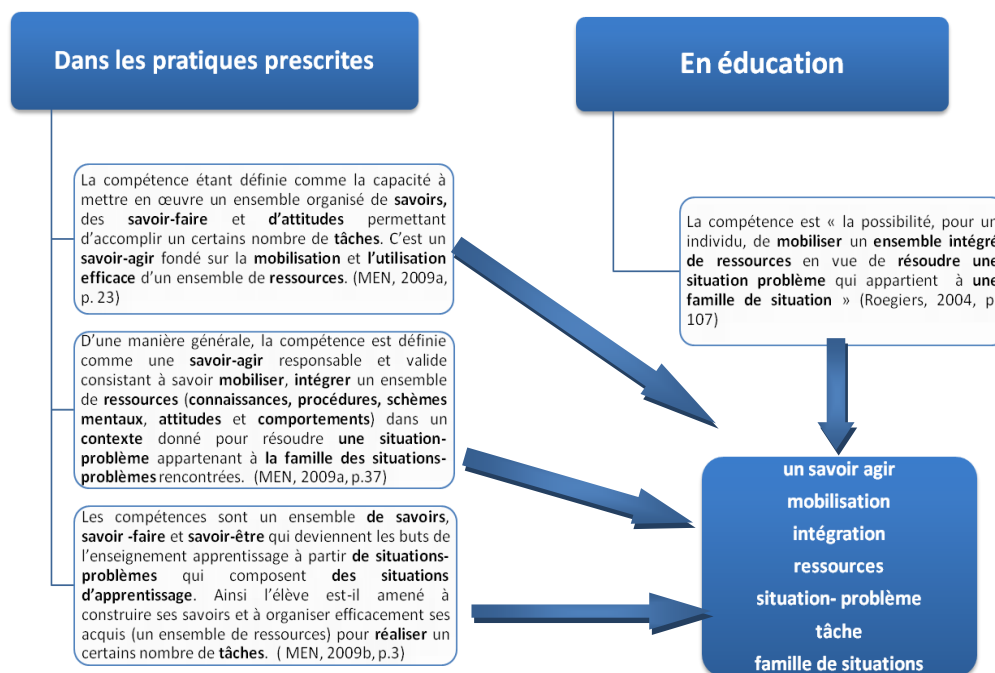 Dans les pratiques prescrites
La compétence étant définie comme la capacité à
mettre en œuvre un ensemble organisé de savoirs,
des savoir-faire et d’attitudes permettant
d’accomplir un certains nombre de tâches. C’est un
savoir-agir fondé sur la mobilisation et l’utilisation
efficace d’un ensemble de ressources. (MEN, 2009a,
p. 23)
D’une manière générale, la compétence est définie
comme une savoir-agir responsable et valide
consistant à savoir mobiliser, intégrer un ensemble
de ressources (connaissances, procédures, schèmes
mentaux, attitudes et comportements) dans un
contexte donné pour résoudre une situation-
problème appartenant à la famille des situations-
problèmes rencontrées. (MEN, 2009a, p.37)
Les compétences sont un ensemble de savoirs,
savoir -faire et savoir-être qui deviennent les buts de
l’enseignement apprentissage à partir de situations-
problèmes qui composent des situations
d’apprentissage. Ainsi l’élève est-il amené à
construire ses savoirs et à organiser efficacement ses
acquis (un ensemble de ressources) pour réaliser un
certains nombre de tâches. ( MEN, 2009b, p.3)
En éducation
La compétence est « la possibilité, pour un
individu, de mobiliser un ensemble intégré
de ressources en vue de résoudre une
situation problème qui appartient à une
famille de situation » (Roegiers, 2004, p
107)
un savoir agir
mobilisation
intégration
ressources
situation- problème
tâche
famille de situations